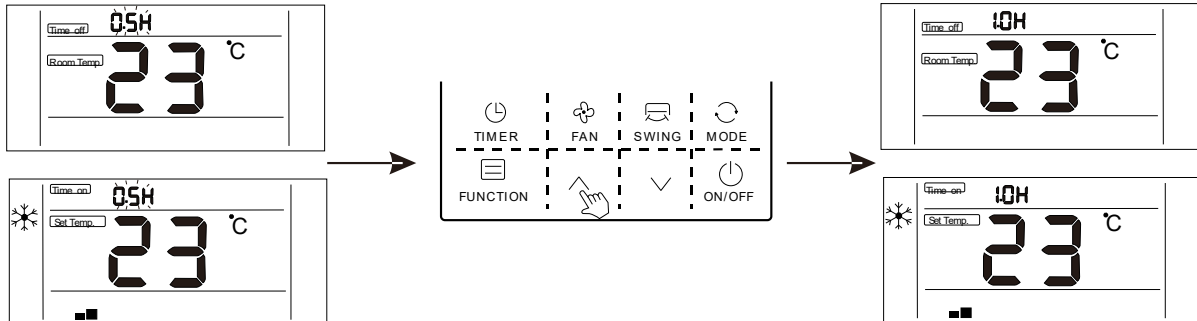 Time off 0.5H
Room Temp.
23 °C
Time on 0.5H
Set Temp.
23 °C
TIMER FAN SWING MODE
FUNCTION ON/OFF
Time off 1.0H
Room Temp.
23 °C
Time on 1.0H
Set Temp.
23 °C